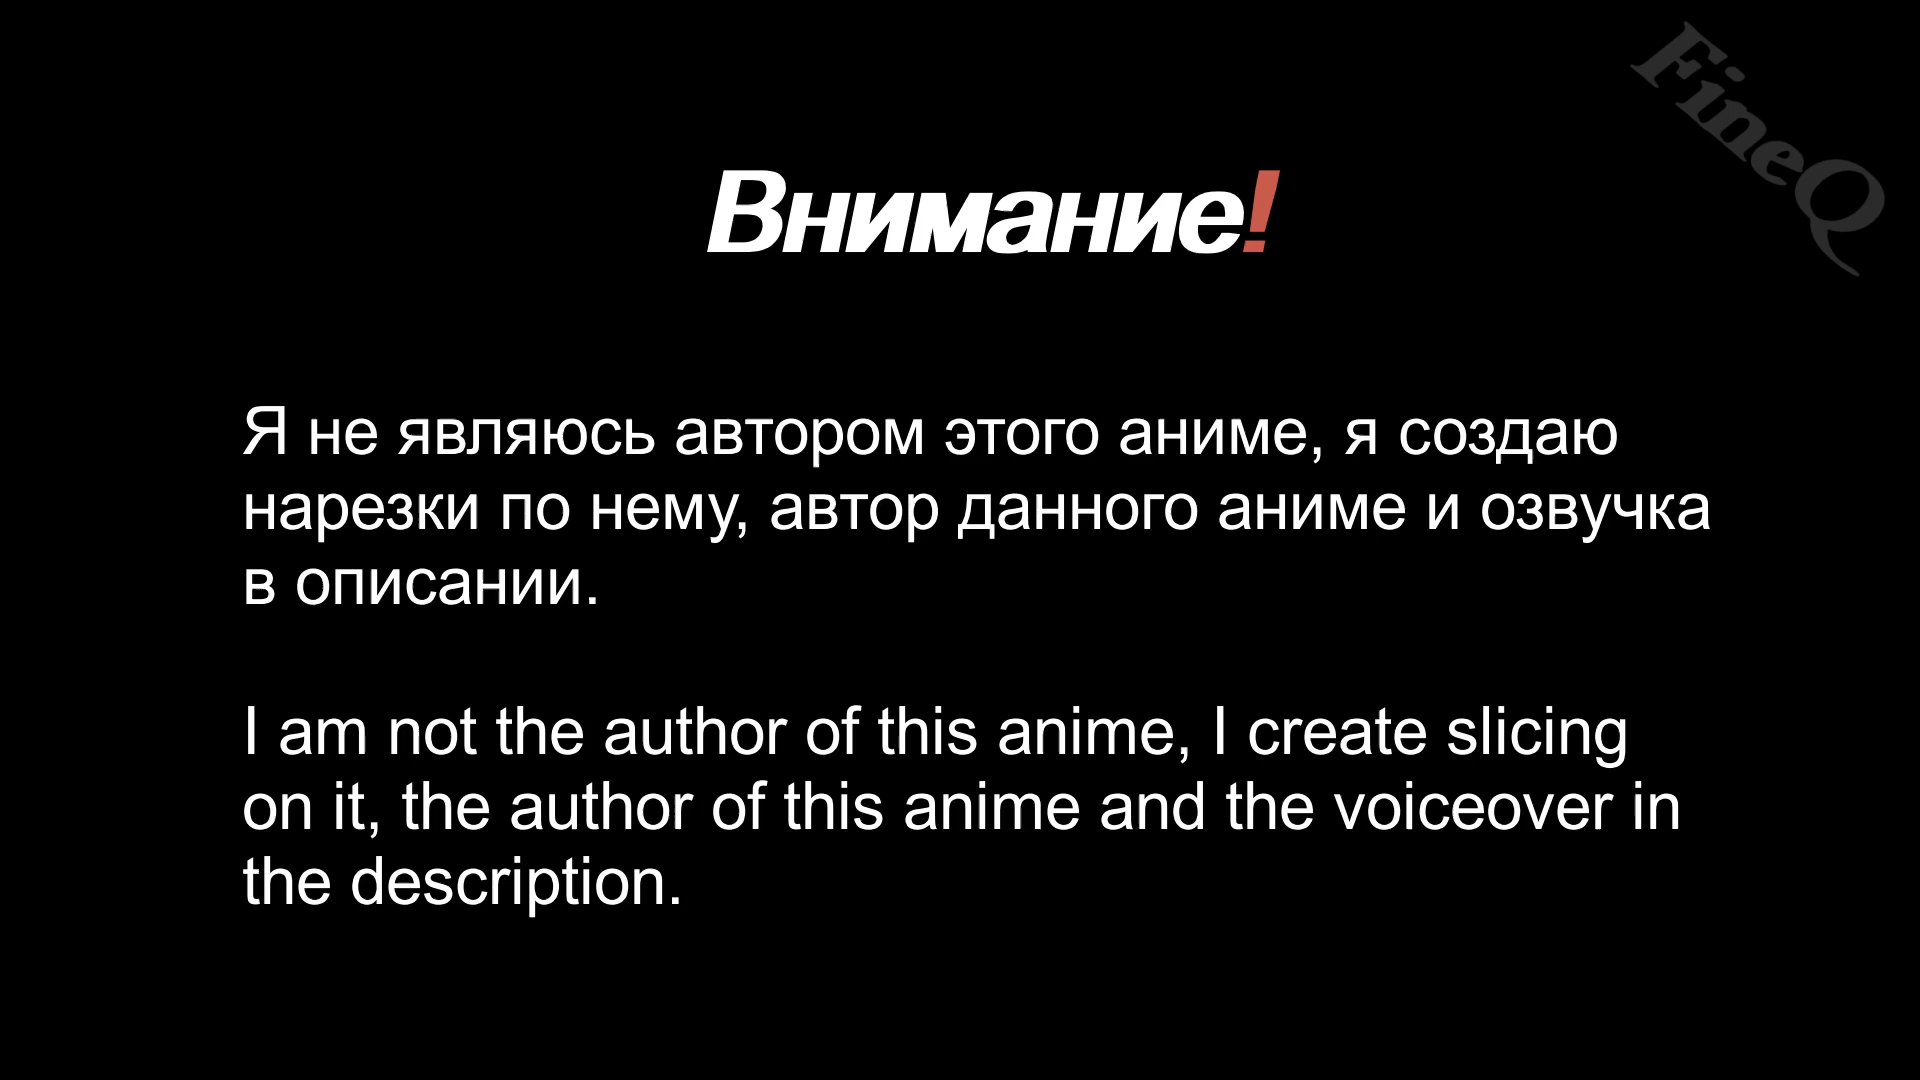 FineQ
Внимание!
Я не являюсь автором этого аниме, я создаю
нарезки по нему, автор данного аниме и озвучка
в описании.
I am not the author of this anime, I create slicing
on it, the author of this anime and the voiceover in
the description.